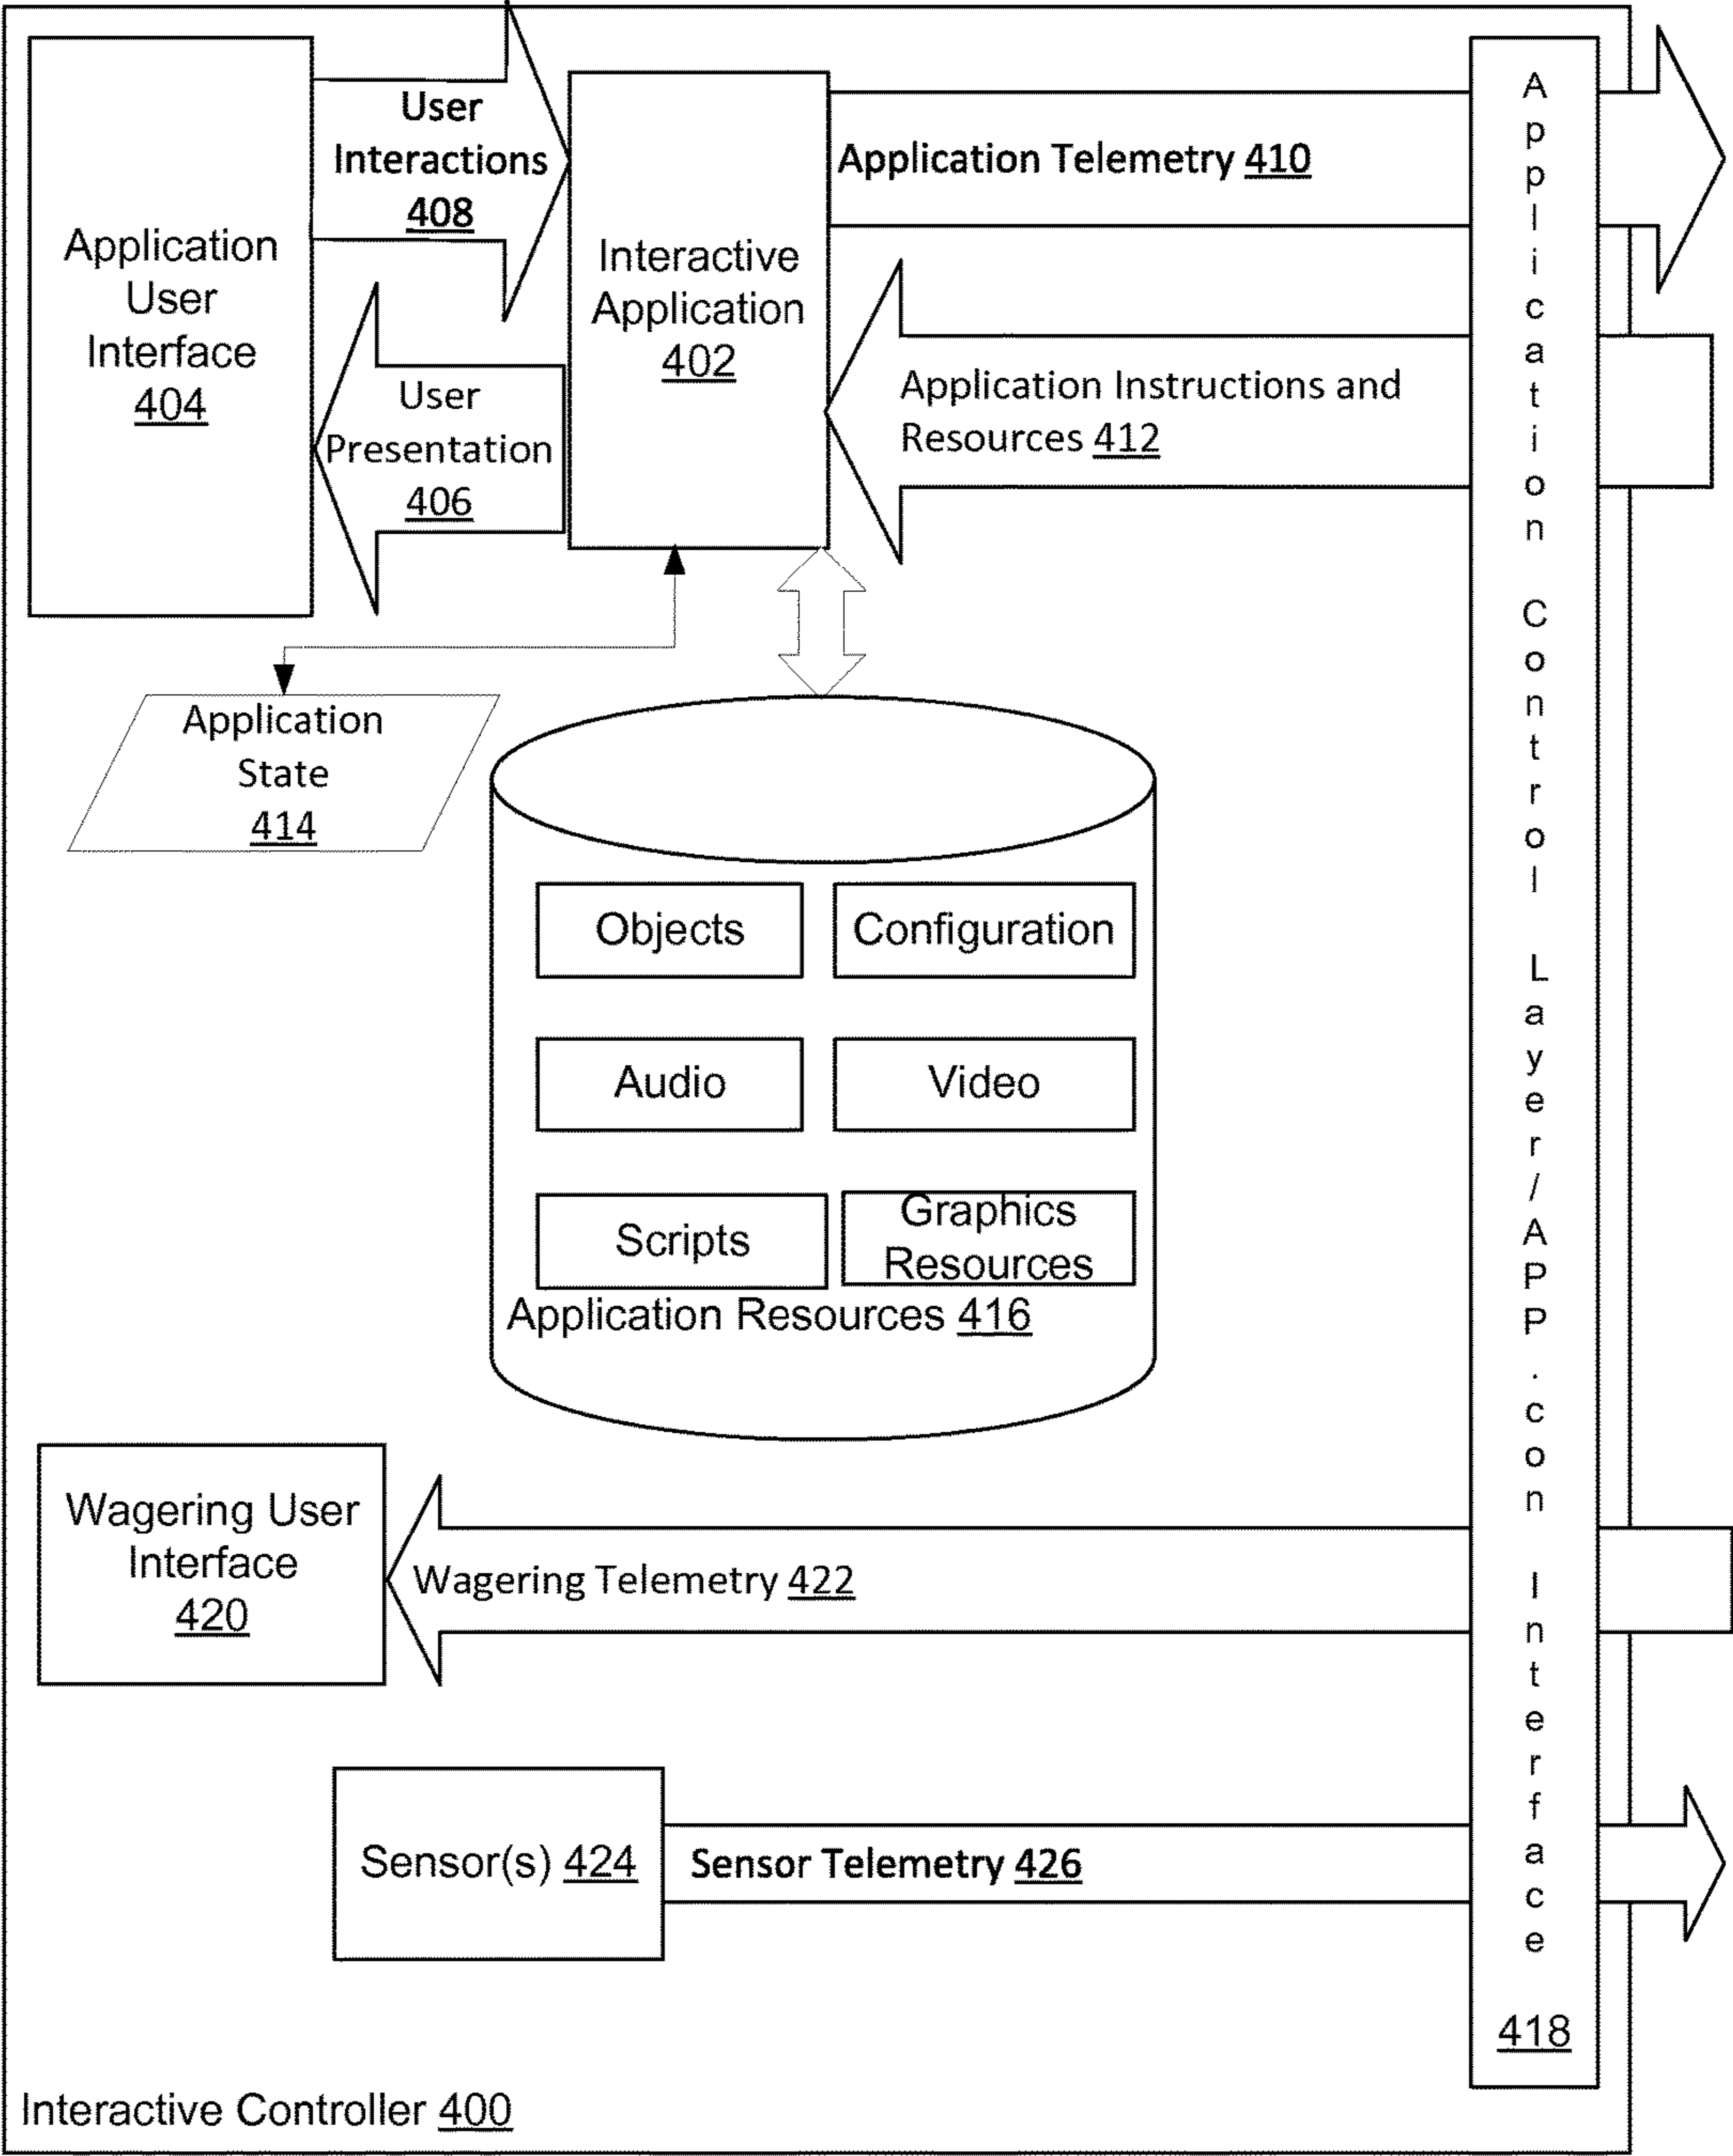 Application
User
Interface
404
User
Interactions
408
User
Presentation
406
Interactive
Application
402
Application Telemetry 410
Application Instructions and
Resources 412
Application
State
414
Objects
Configuration
Audio
Video
Scripts
Graphics
Resources
Application Resources 416
Wagering User
Interface
420
Wagering Telemetry 422
Sensor(s) 424
Sensor Telemetry 426
Application Control Layer/APP.con Interface
418
Interactive Controller 400